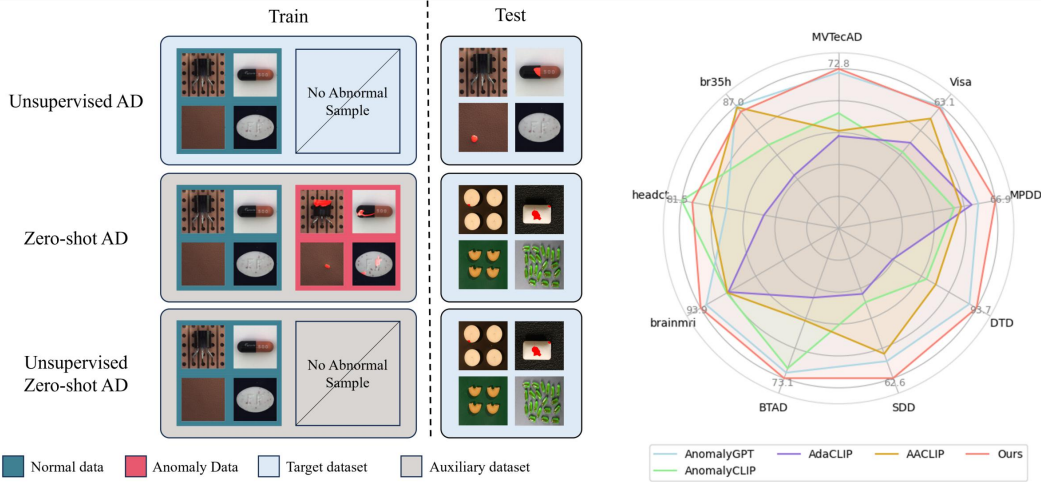 Train
Test
Unsupervised AD
No Abnormal
Sample
Zero-shot AD
Unsupervised
Zero-shot AD
No Abnormal
Sample
Normal data
Anomaly Data
Target dataset
Auxiliary dataset
MVTecAD
72.8
Visa
63.1
MPDD
66.9
DTD
93.7
SDD
62.6
BTAD
73.1
brainmri
93.9
headct
81.5
br35h
87.0
AnomalyGPT
AnomalyCLIP
AdaCLIP
AACLIP
Ours